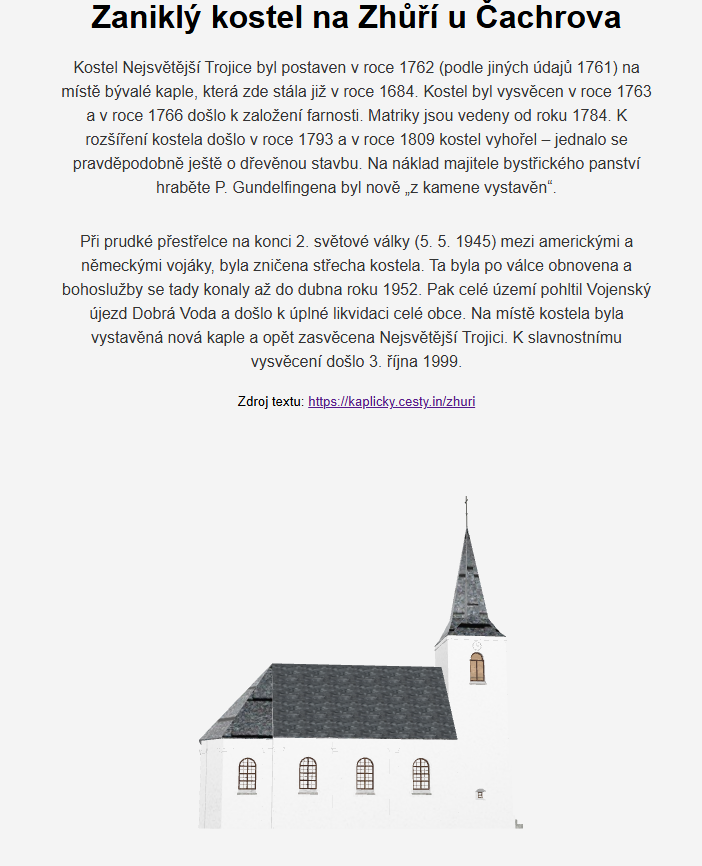 Zaniklý kostel na Zhůří u Čachrova
Kostel Nejsvětější Trojice byl postaven v roce 1762 (podle jiných údajů 1761) na
místě bývalé kaple, která zde stála již v roce 1684. Kostel byl vysvěcen v roce 1763
a v roce 1766 došlo k založení farnosti. Matriky jsou vedeny od roku 1784. K
rozšíření kostela došlo v roce 1793 a v roce 1809 kostel vyhořel – jednalo se
pravděpodobně ještě o dřevěnou stavbu. Na náklad majitele bystřického panství
hraběte P. Gundelfingena byl nově „z kamene vystavěn“.
Při prudké přestřelce na konci 2. světové války (5. 5. 1945) mezi americkými a
německými vojáky, byla zničena střecha kostela. Ta byla po válce obnovena a
bohoslužby se tady konaly až do dubna roku 1952. Pak celé území pohltil Vojenský
újezd Dobrá Voda a došlo k úplné likvidaci celé obce. Na místě kostela byla
vystavěná nová kaple a opět zasvěcena Nejsvětější Trojici. K slavnostnímu
vysvěcení došlo 3. října 1999.
Zdroj textu: https://kaplicky.cesty.in/zhuri